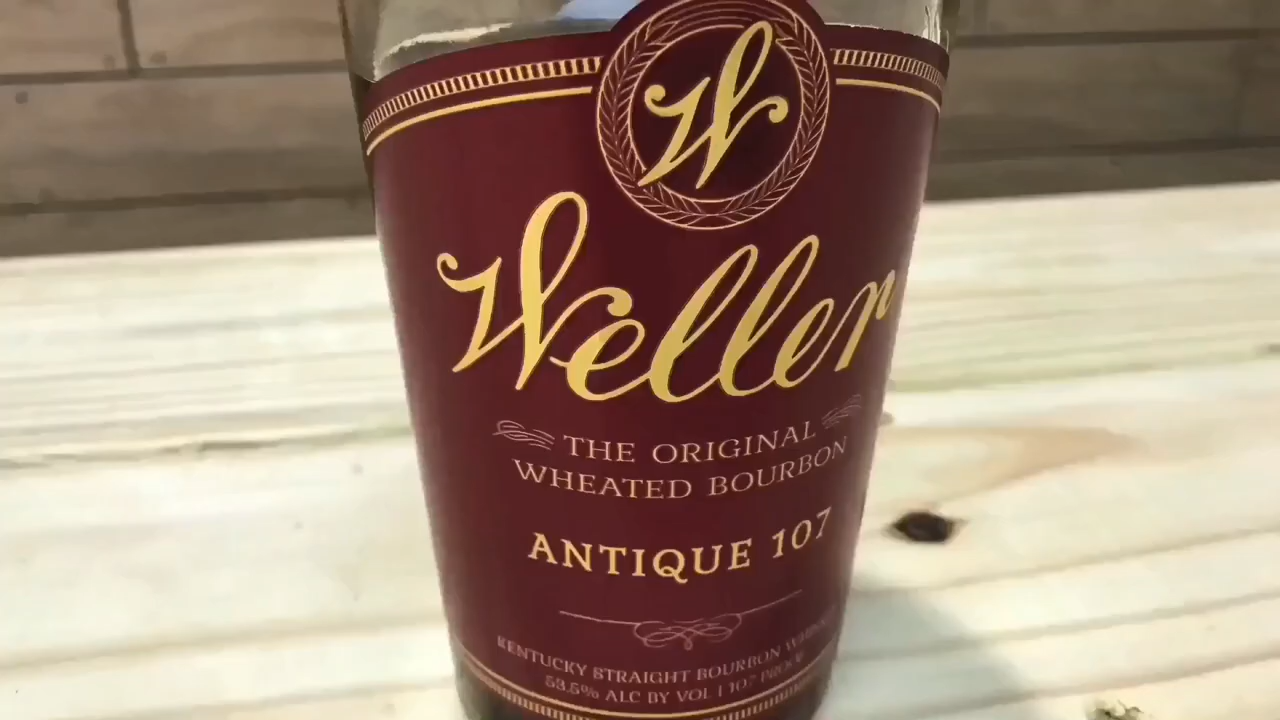 W
Weller
THE ORIGINAL
WHEATED BOURBON
ANTIQUE 107
KENTUCKY STRAIGHT BOURBON WHISKEY
53.5% ALC BY VOL | 107 PROOF